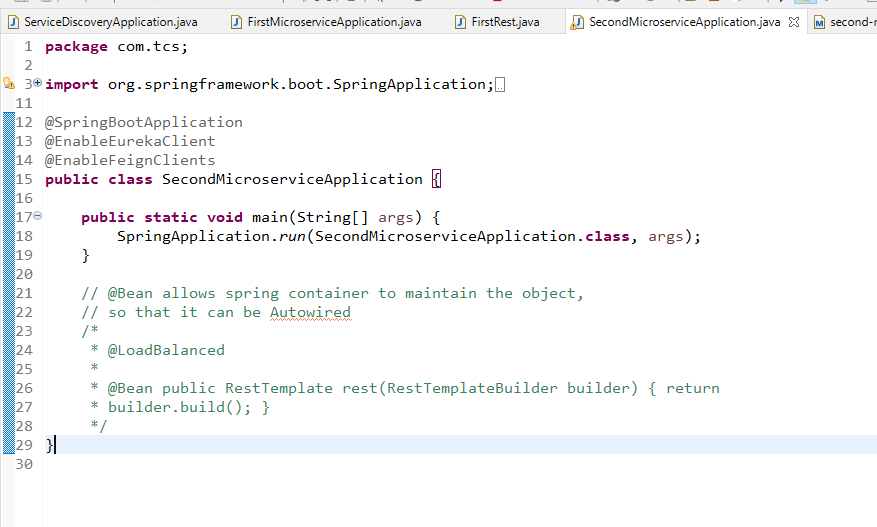 ServiceDiscoveryApplication.java FirstMicroserviceApplication.java FirstRest.java SecondMicroserviceApplication.java second-
1 package com.tcs;
2
3 import org.springframework.boot.SpringApplication;
11
12 @SpringBootApplication
13 @EnableEurekaClient
14 @EnableFeignClients
15 public class SecondMicroserviceApplication {
16
17 public static void main(String[] args) {
18 SpringApplication.run(SecondMicroserviceApplication.class, args);
19 }
20
21 // @Bean allows spring container to maintain the object,
22 // so that it can be Autowired
23 /*
24 * @LoadBalanced
25 *
26 * @Bean public RestTemplate rest(RestTemplateBuilder builder) { return
27 * builder.build(); }
28 */
29 }
30